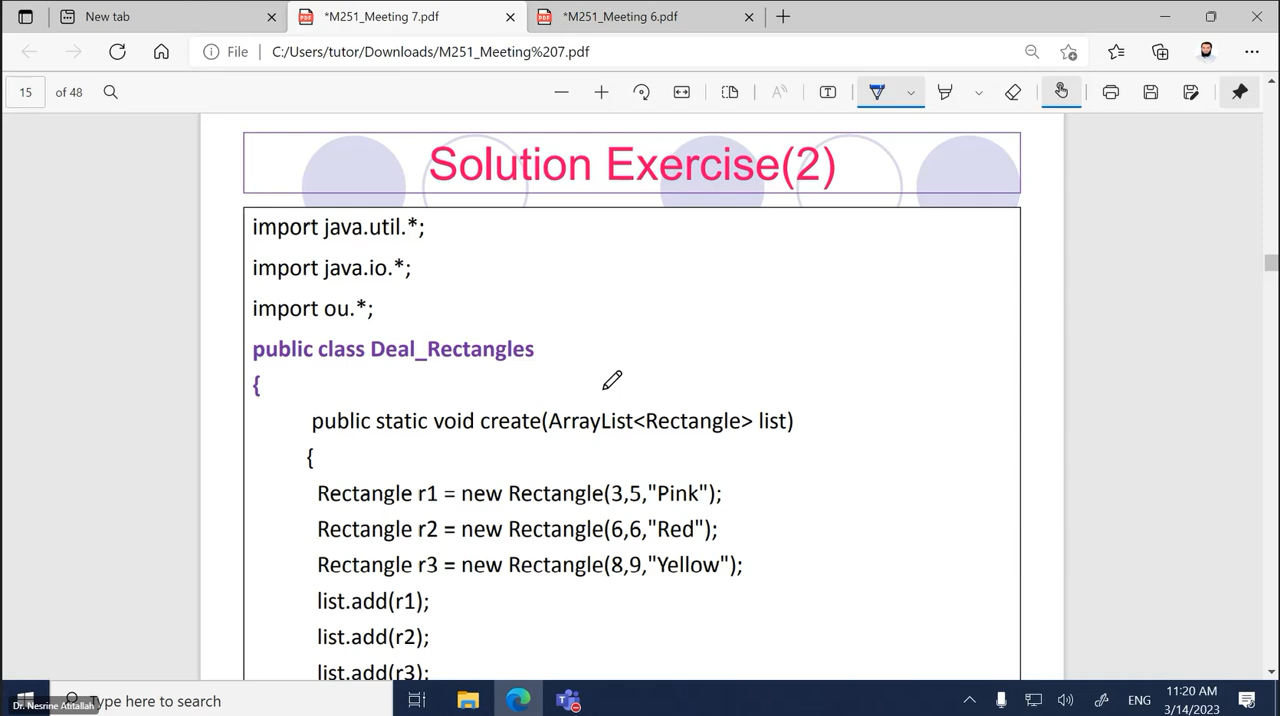 New tab
*M251_Meeting 7.pdf
*M251_Meeting 6.pdf
File
C:/Users/tutor/Downloads/M251_Meeting%207.pdf
15 of 48
Solution Exercise(2)
import java.util.*;
import java.io.*;
import ou.*;
public class Deal_Rectangles
{
public static void create(ArrayList<Rectangle> list)
{
Rectangle r1 = new Rectangle(3,5,"Pink");
Rectangle r2 = new Rectangle(6,6,"Red");
Rectangle r3 = new Rectangle(8,9,"Yellow");
list.add(r1);
list.add(r2);
list.add(r3);
Type here to search
Dr. Nesrine Atitallah
ENG
11:20 AM
3/14/2023